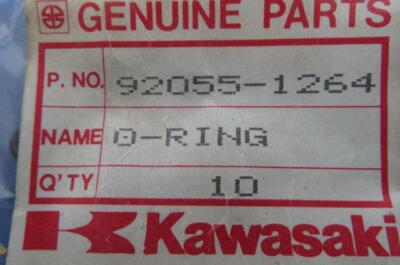 GENUINE PARTS
P. NO. 92055-1264
NAME O-RING
Q'TY 10
Kawasaki